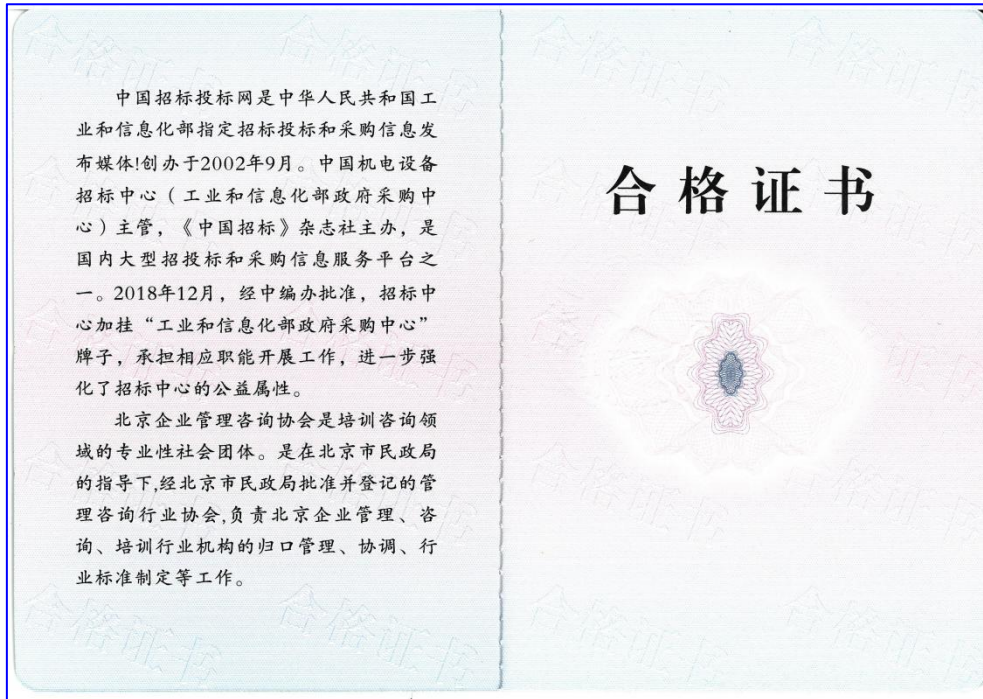 中国招标投标网是中华人民共和国工
业和信息化部指定招标投标和采购信息发
布媒体!创办于2002年9月。中国机电设备
招标中心（工业和信息化部政府采购中
心）主管，《中国招标》杂志社主办，是
国内大型招投标和采购信息服务平台之
一。2018年12月，经中编办批准，招标中
心加挂“工业和信息化部政府采购中心”
牌子，承担相应职能开展工作，进一步强
化了招标中心的公益属性。
北京企业管理咨询协会是培训咨询领
域的专业性社会团体。是在北京市民政局
的指导下,经北京市民政局批准并登记的管
理咨询行业协会,负责北京企业管理、咨
询、培训行业机构的归口管理、协调、行
业标准制定等工作。
合格证书